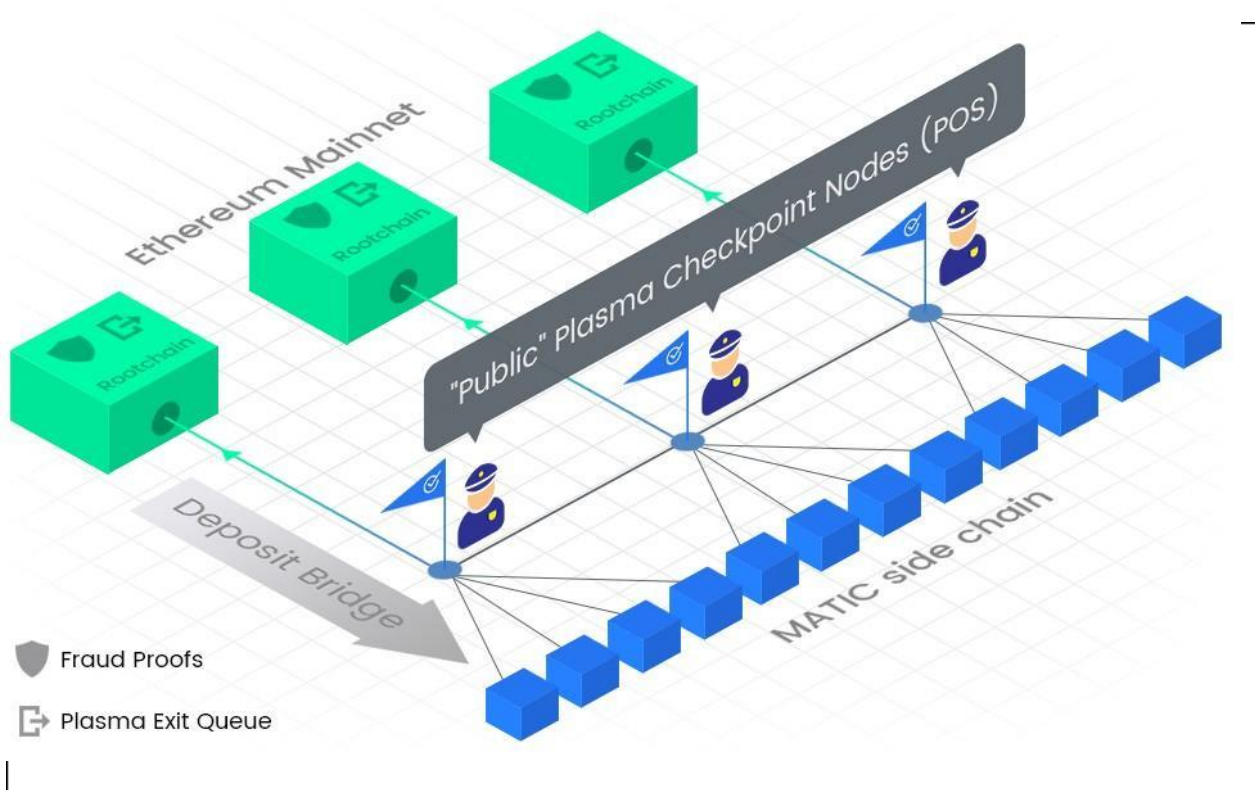 Rootchain
Ethereum Mainnet
Rootchain
Rootchain
"Public" Plasma Checkpoint Nodes (POS)
Deposit Bridge
MATIC side chain
Fraud Proofs
Plasma Exit Queue